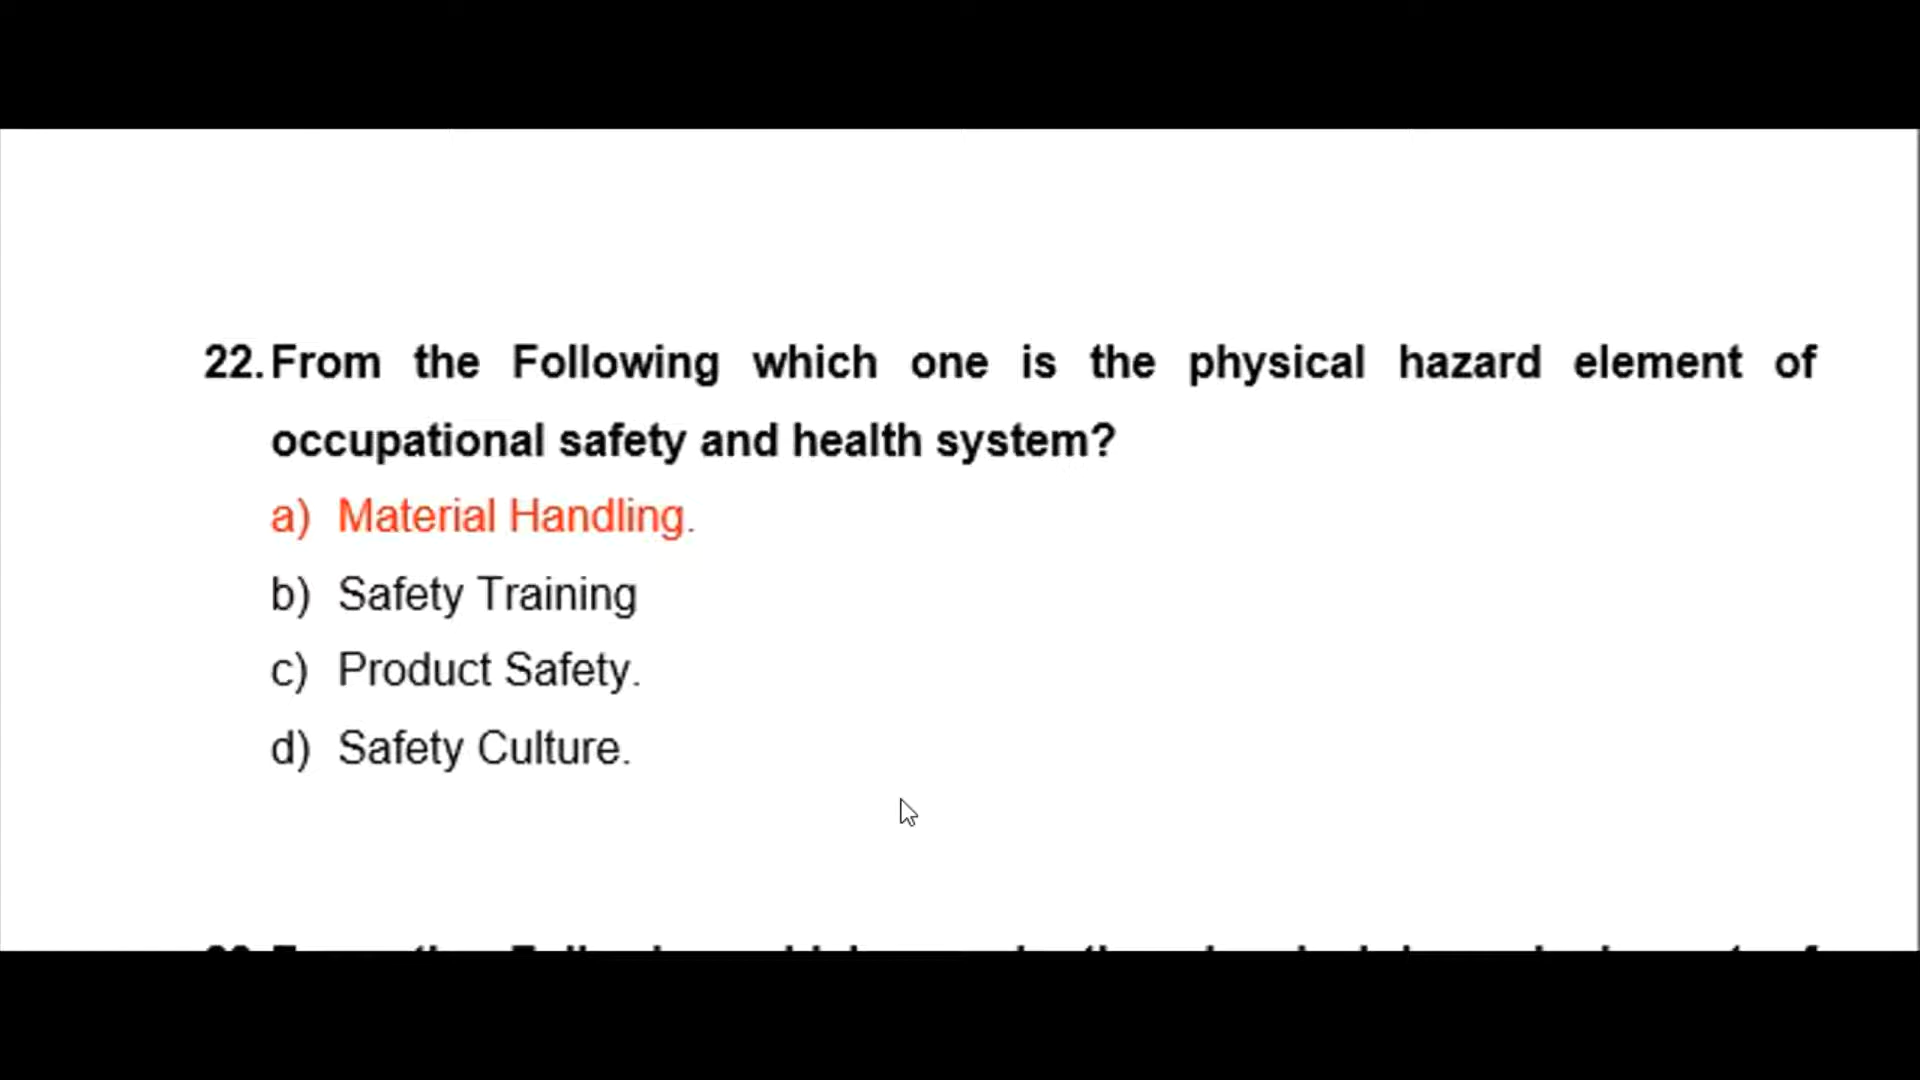 22. From the Following which one is the physical hazard element of
occupational safety and health system?
a) Material Handling.
b) Safety Training
c) Product Safety.
d) Safety Culture.